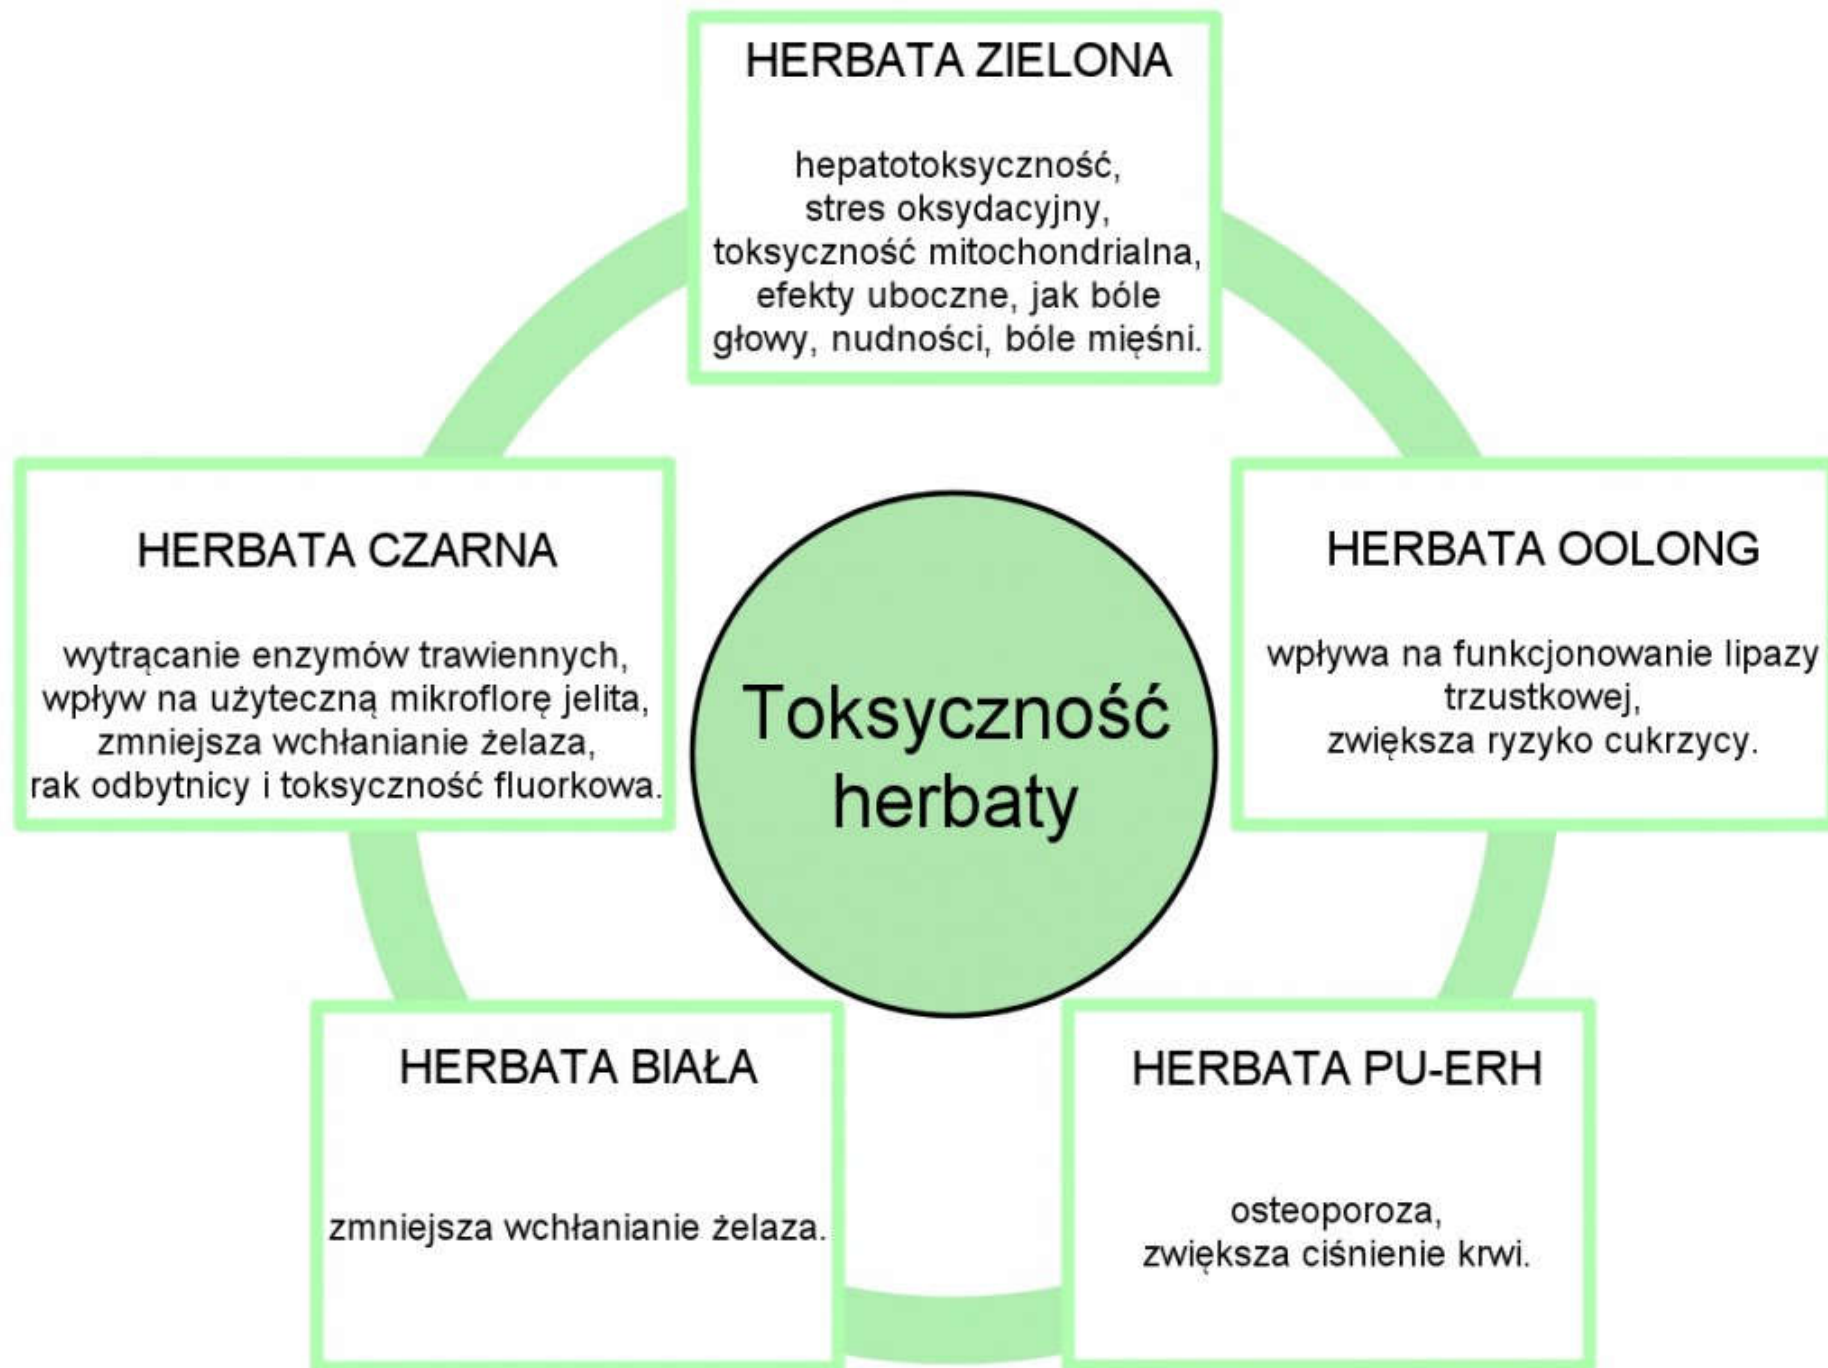 HERBATA ZIELONA
hepatotoksyczność,
stres oksydacyjny,
toksyczność mitochondrialna,
efekty uboczne, jak bóle
głowy, nudności, bóle mięśni.
HERBATA CZARNA
wytrącanie enzymów trawiennych,
wpływ na użyteczną mikroflorę jelita,
zmniejsza wchłanianie żelaza,
rak odbytnicy i toksyczność fluorkowa.
Toksyczność
herbaty
HERBATA OOLONG
wpływa na funkcjonowanie lipazy
trzustkowej,
zwiększa ryzyko cukrzycy.
HERBATA BIAŁA
zmniejsza wchłanianie żelaza.
HERBATA PU-ERH
osteoporoza,
zwiększa ciśnienie krwi.